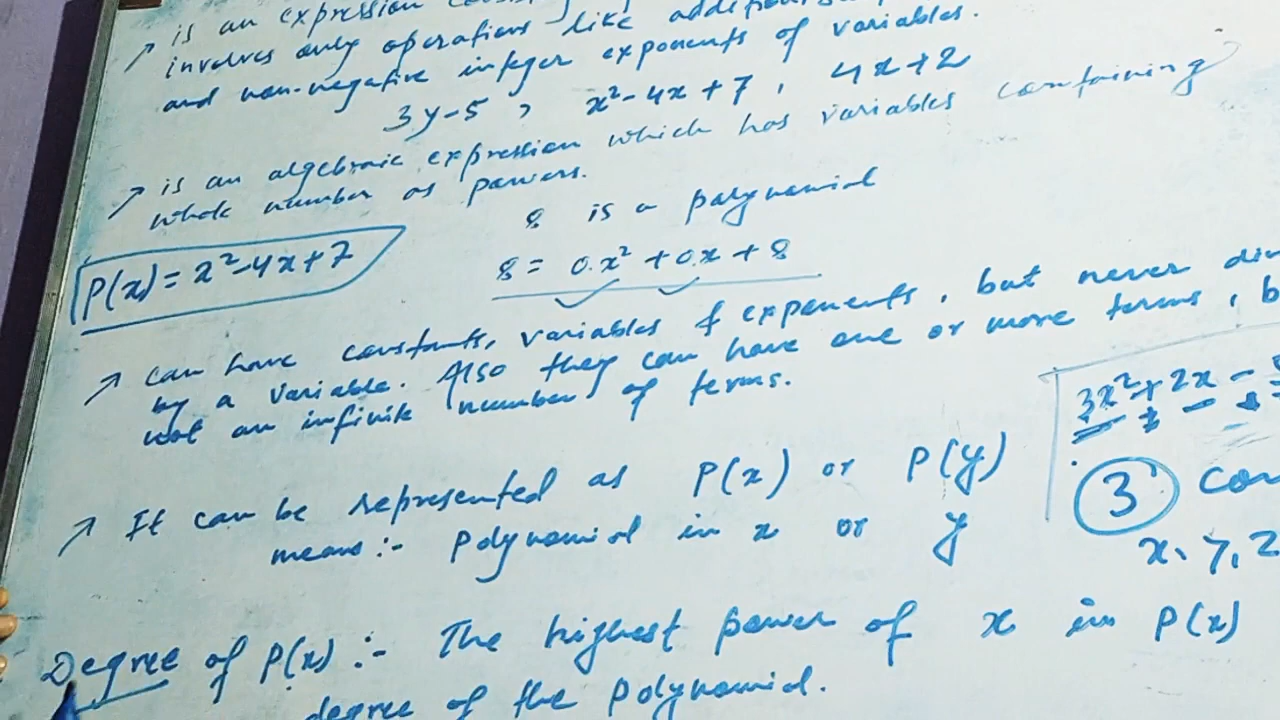 ↗ is an expression
involves only operations like
and non-negative integer exponents of variables.
3y-5 , x²-4x+7 , 4x+2
↗ is an algebraic expression which has variables containing
whole number as powers.
8 is a polynomial
P(x) = x²-4x+7
8 = 0.x² + 0x + 8
↗ can have constants, variables & exponents, but never
by a variable. Also they can have one or more terms, b
not an infinite number of terms.
3x²+2x-
↗ It can be represented as P(x) or P(y)
means :- Polynomial in x or y
3
x, y, z
Degree of P(x) :- The highest power of x in P(x)
degree of the polynomial.